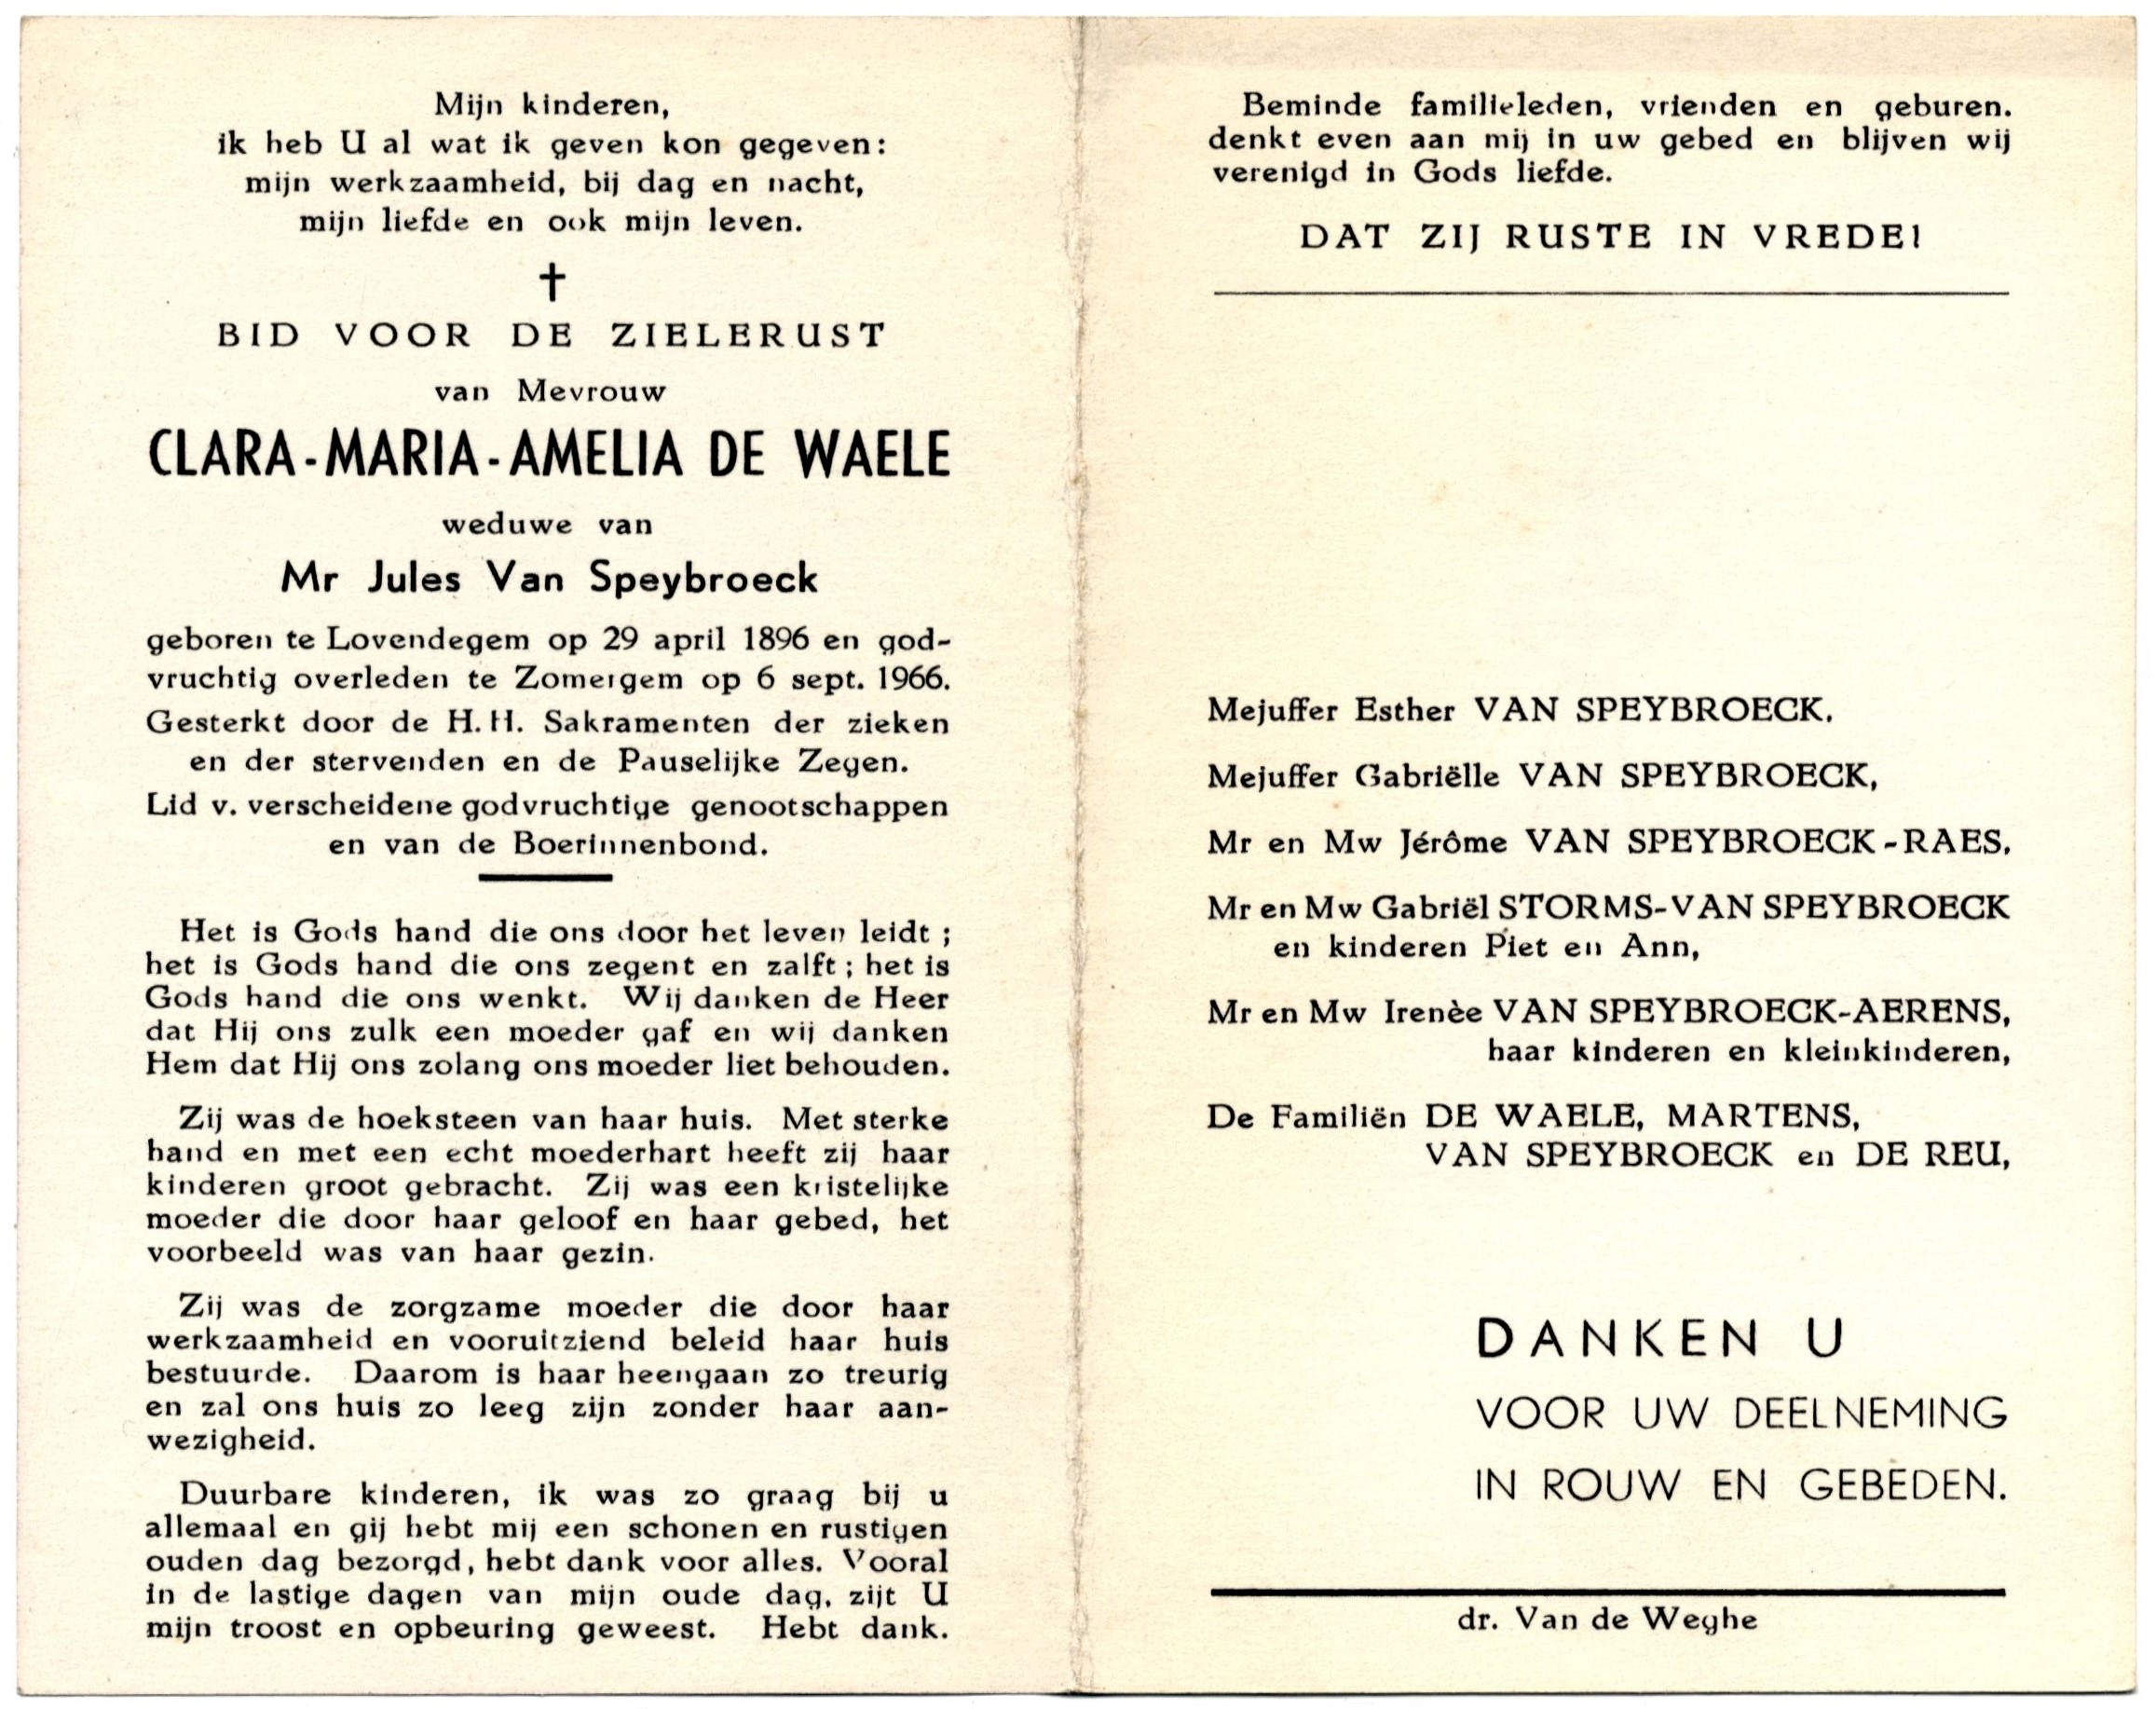 Mijn kinderen,
ik heb U al wat ik geven kon gegeven:
mijn werkzaamheid, bij dag en nacht,
mijn liefde en ook mijn leven.
✝
BID VOOR DE ZIELERUST
van Mevrouw
CLARA-MARIA-AMELIA DE WAELE
weduwe van
Mr Jules Van Speybroeck
geboren te Lovendegem op 29 april 1896 en god-
vruchtig overleden te Zomergem op 6 sept. 1966.
Gesterkt door de H.H. Sakramenten der zieken
en der stervenden en de Pauselijke Zegen.
Lid v. verscheidene godvruchtige genootschappen
en van de Boerinnenbond.
Het is Gods hand die ons door het leven leidt ;
het is Gods hand die ons zegent en zalft ; het is
Gods hand die ons wenkt. Wij danken de Heer
dat Hij ons zulk een moeder gaf en wij danken
Hem dat Hij ons zolang ons moeder liet behouden.
Zij was de hoeksteen van haar huis. Met sterke
hand en met een echt moederhart heeft zij haar
kinderen groot gebracht. Zij was een kristelijke
moeder die door haar geloof en haar gebed, het
voorbeeld was van haar gezin.
Zij was de zorgzame moeder die door haar
werkzaamheid en vooruitziend beleid haar huis
bestuurde. Daarom is haar heengaan zo treurig
en zal ons huis zo leeg zijn zonder haar aan-
wezigheid.
Duurbare kinderen, ik was zo graag bij u
allemaal en gij hebt mij een schonen en rustigen
ouden dag bezorgd, hebt dank voor alles. Vooral
in de lastige dagen van mijn oude dag, zijt U
mijn troost en opbeuring geweest. Hebt dank.
Beminde familieleden, vrienden en geburen.
denkt even aan mij in uw gebed en blijven wij
verenigd in Gods liefde.
DAT ZIJ RUSTE IN VREDE!
Mejuffer Esther VAN SPEYBROECK,
Mejuffer Gabriëlle VAN SPEYBROECK,
Mr en Mw Jérôme VAN SPEYBROECK-RAES,
Mr en Mw Gabriël STORMS-VAN SPEYBROECK
en kinderen Piet en Ann,
Mr en Mw Irenèe VAN SPEYBROECK-AERENS,
haar kinderen en kleinkinderen,
De Familiën DE WAELE, MARTENS,
VAN SPEYBROECK en DE REU,
DANKEN U
VOOR UW DEELNEMING
IN ROUW EN GEBEDEN.
dr. Van de Weghe